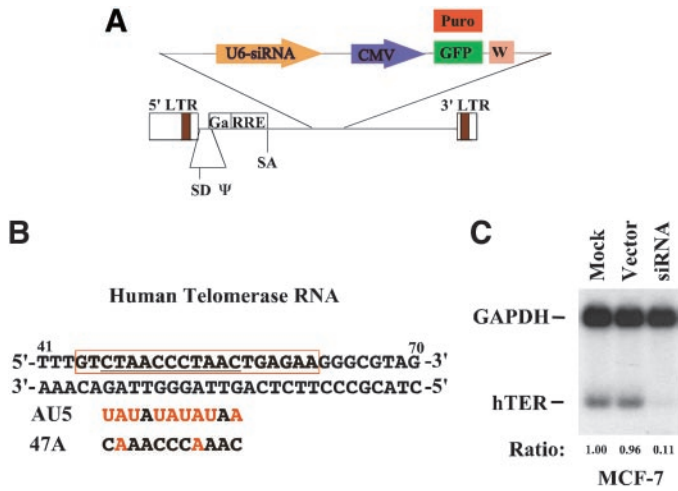 A
Puro
U6-siRNA CMV GFP W
5' LTR 3' LTR
Ga RRE
SA
SD Ψ
B
Human Telomerase RNA
41 70
5'-TTTGTCTAACCCTAACTGAGAAGGGCGTAG-3'
3'-AAACAGATTGGGATTGACTCTTCCCGCATC-5'
AU5 UAUAUAUAUAA
47A CAAACCCAAAC
C
Mock Vector siRNA
GAPDH
hTER
Ratio: 1.00 0.96 0.11
MCF-7